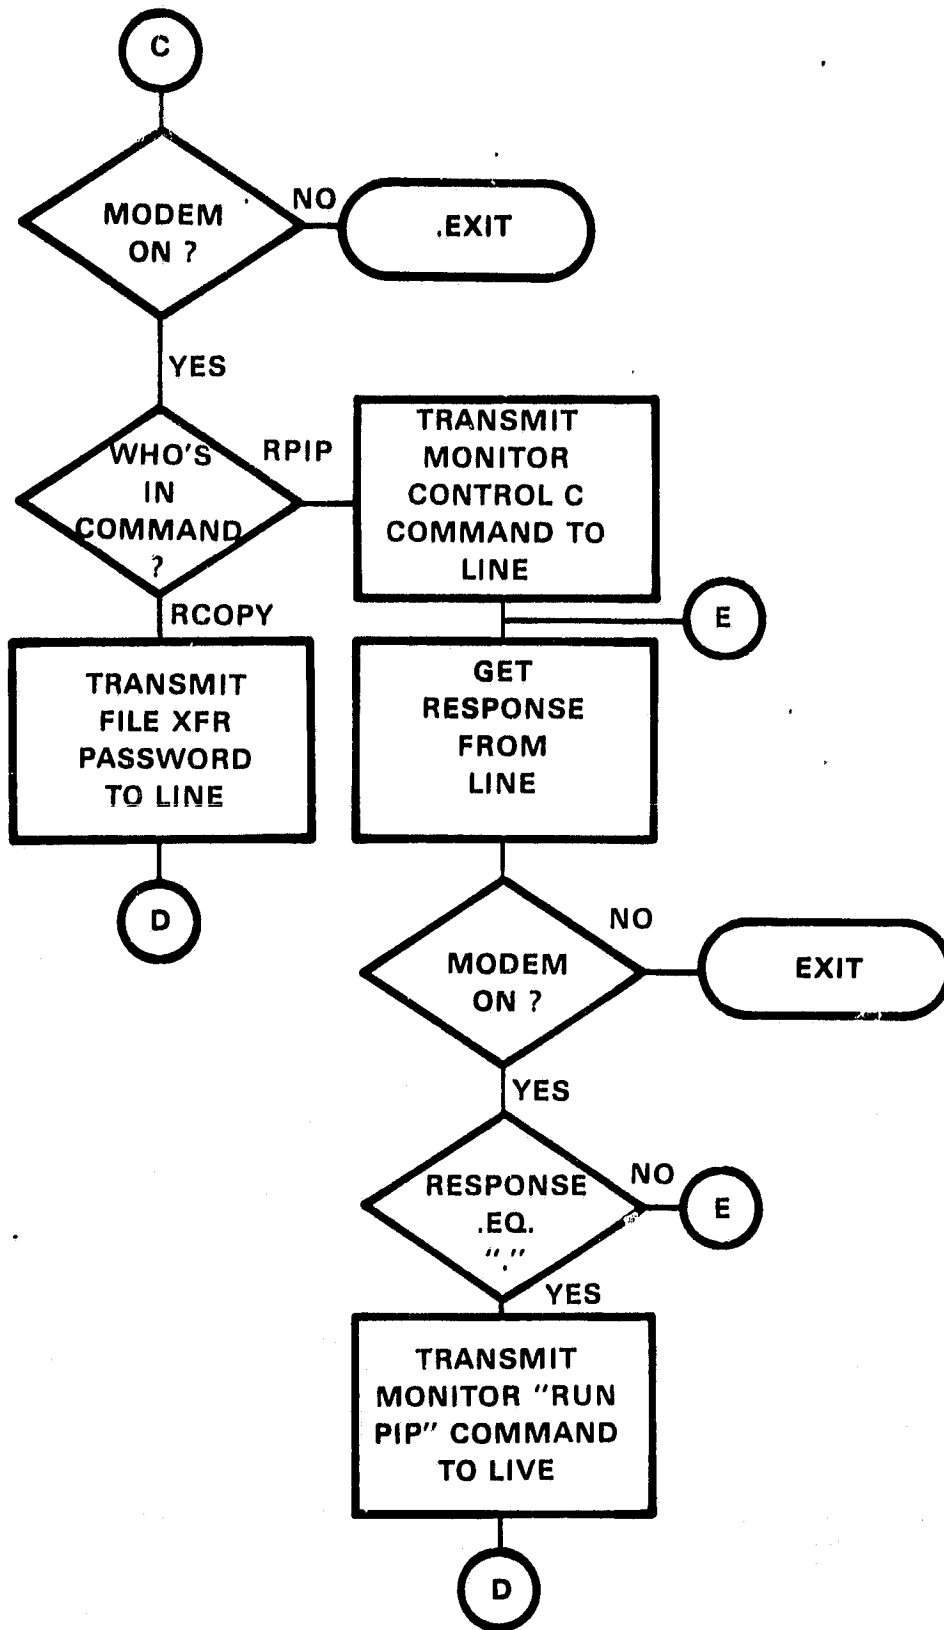 C
MODEM
ON ?
NO
.EXIT
YES
WHO'S
IN
COMMAND
?
RPIP
TRANSMIT
MONITOR
CONTROL C
COMMAND TO
LINE
RCOPY
E
TRANSMIT
FILE XFR
PASSWORD
TO LINE
GET
RESPONSE
FROM
LINE
D
MODEM
ON ?
NO
EXIT
YES
RESPONSE
.EQ.
"."
NO
E
YES
TRANSMIT
MONITOR "RUN
PIP" COMMAND
TO LIVE
D